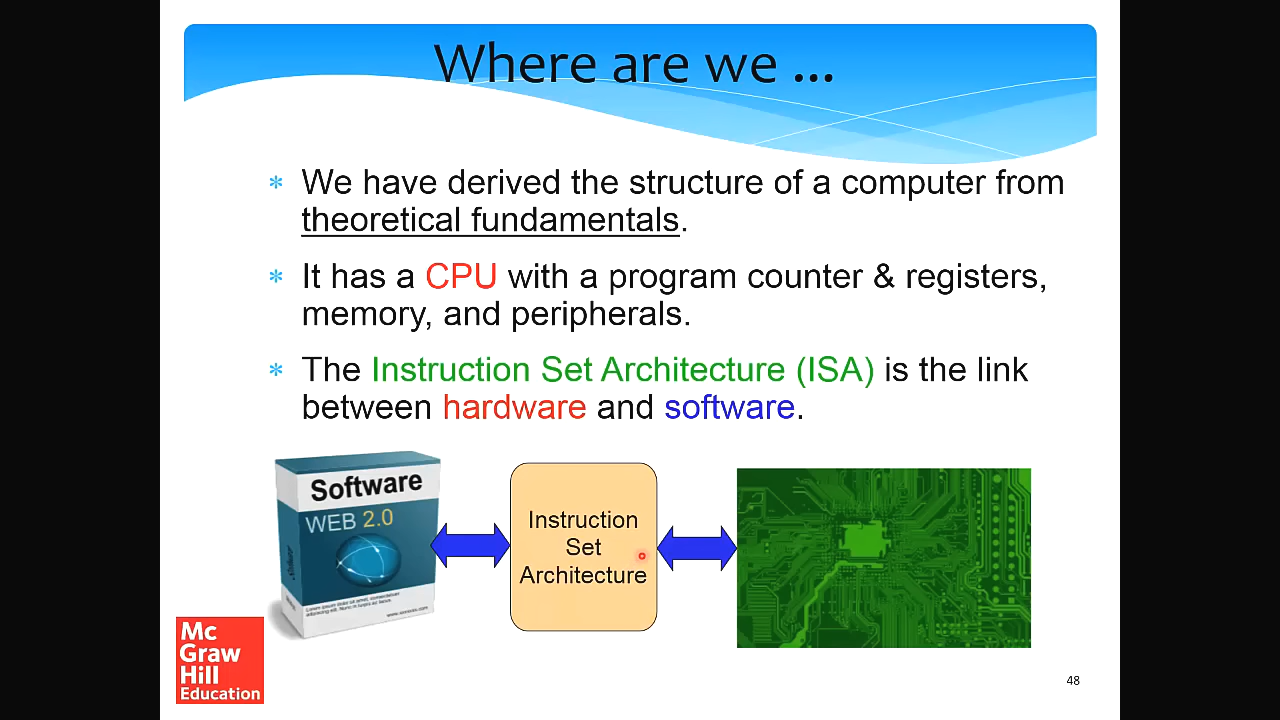 Where are we ...
We have derived the structure of a computer from
theoretical fundamentals.
It has a CPU with a program counter & registers,
memory, and peripherals.
The Instruction Set Architecture (ISA) is the link
between hardware and software.
Software
WEB 2.0
Instruction
Set
Architecture
Mc
Graw
Hill
Education
48